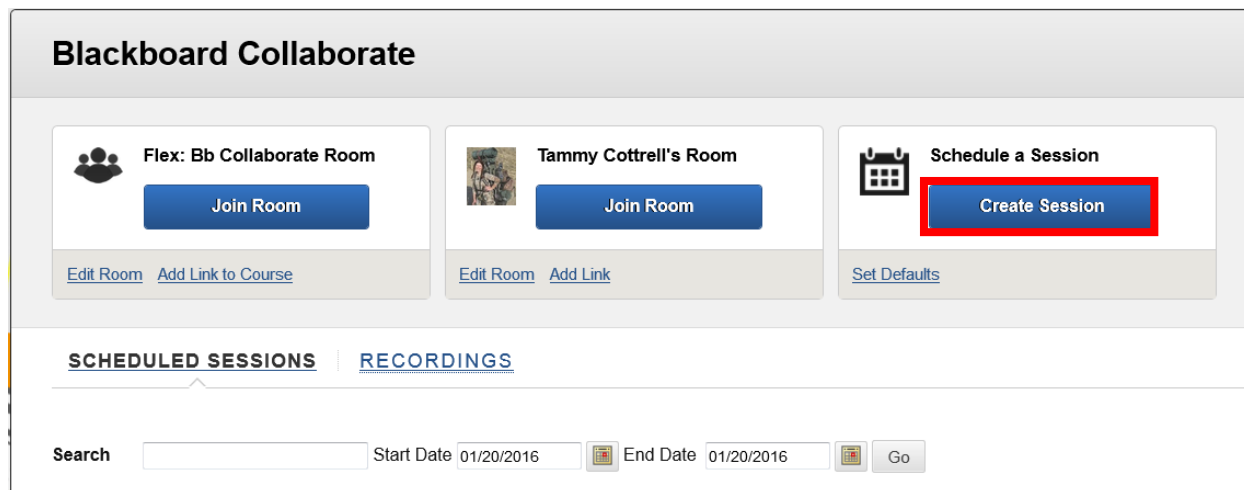 Blackboard Collaborate
Flex: Bb Collaborate Room
Join Room
Edit Room Add Link to Course
Tammy Cottrell's Room
Join Room
Edit Room Add Link
Schedule a Session
Create Session
Set Defaults
SCHEDULED SESSIONS RECORDINGS
Search Start Date 01/20/2016 End Date 01/20/2016 Go